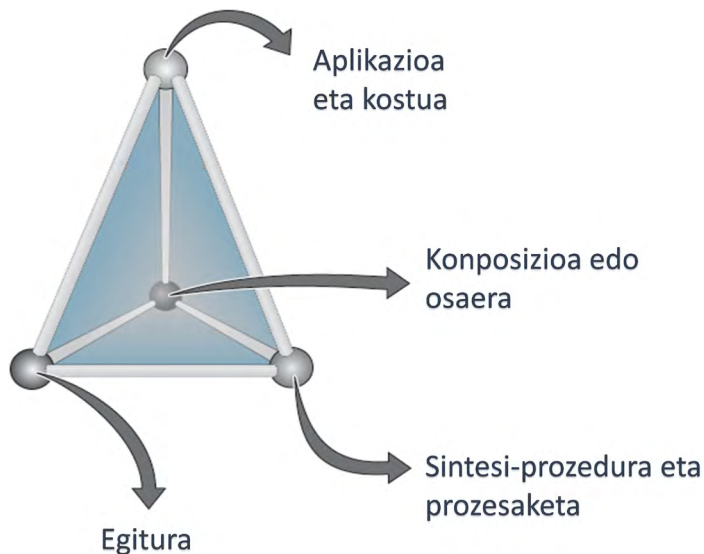 Aplikazioa
eta kostua
Konposizioa edo
osaera
Sintesi-prozedura eta
prozesaketa
Egitura